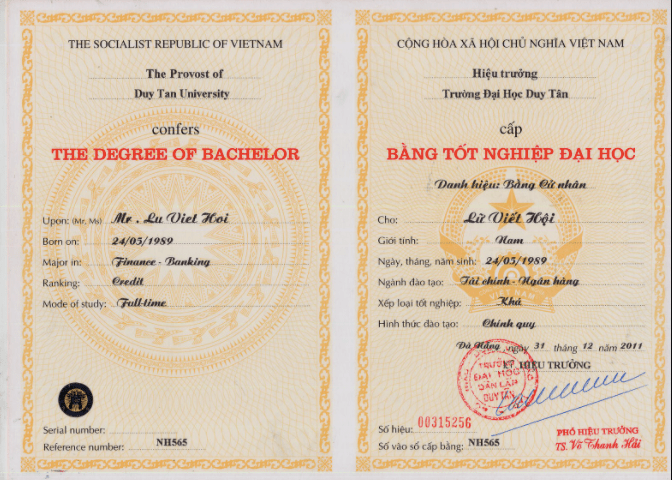 THE SOCIALIST REPUBLIC OF VIETNAM
The Provost of
Duy Tan University
confers
THE DEGREE OF BACHELOR
Upon: (Mr, Ms) Mr . Lu Viet Hoi
Born on: 24/05/1989
Major in: Finance - Banking
Ranking: Credit
Mode of study: Full-time
Serial number:
Reference number: NH565
CỘNG HÒA XÃ HỘI CHỦ NGHĨA VIỆT NAM
Hiệu trưởng
Trường Đại Học Duy Tân
cấp
BẰNG TỐT NGHIỆP ĐẠI HỌC
Danh hiệu: Bằng Cử nhân
Cho: Lữ Viết Hội
Giới tính: Nam
Ngày, tháng, năm sinh: 24/05/1989
Ngành đào tạo: Tài chính - Ngân hàng
Xếp loại tốt nghiệp: Khá
Hình thức đào tạo: Chính quy
Đà Nẵng ngày 31 tháng 12 năm 2011
HIỆU TRƯỞNG
TRƯỜNG
ĐẠI HỌC
DÂN LẬP
DUY TÂN
Số hiệu: 00315256
Số vào sổ cấp bằng: NH565
PHÓ HIỆU TRƯỞNG
TS. Võ Thanh Hải